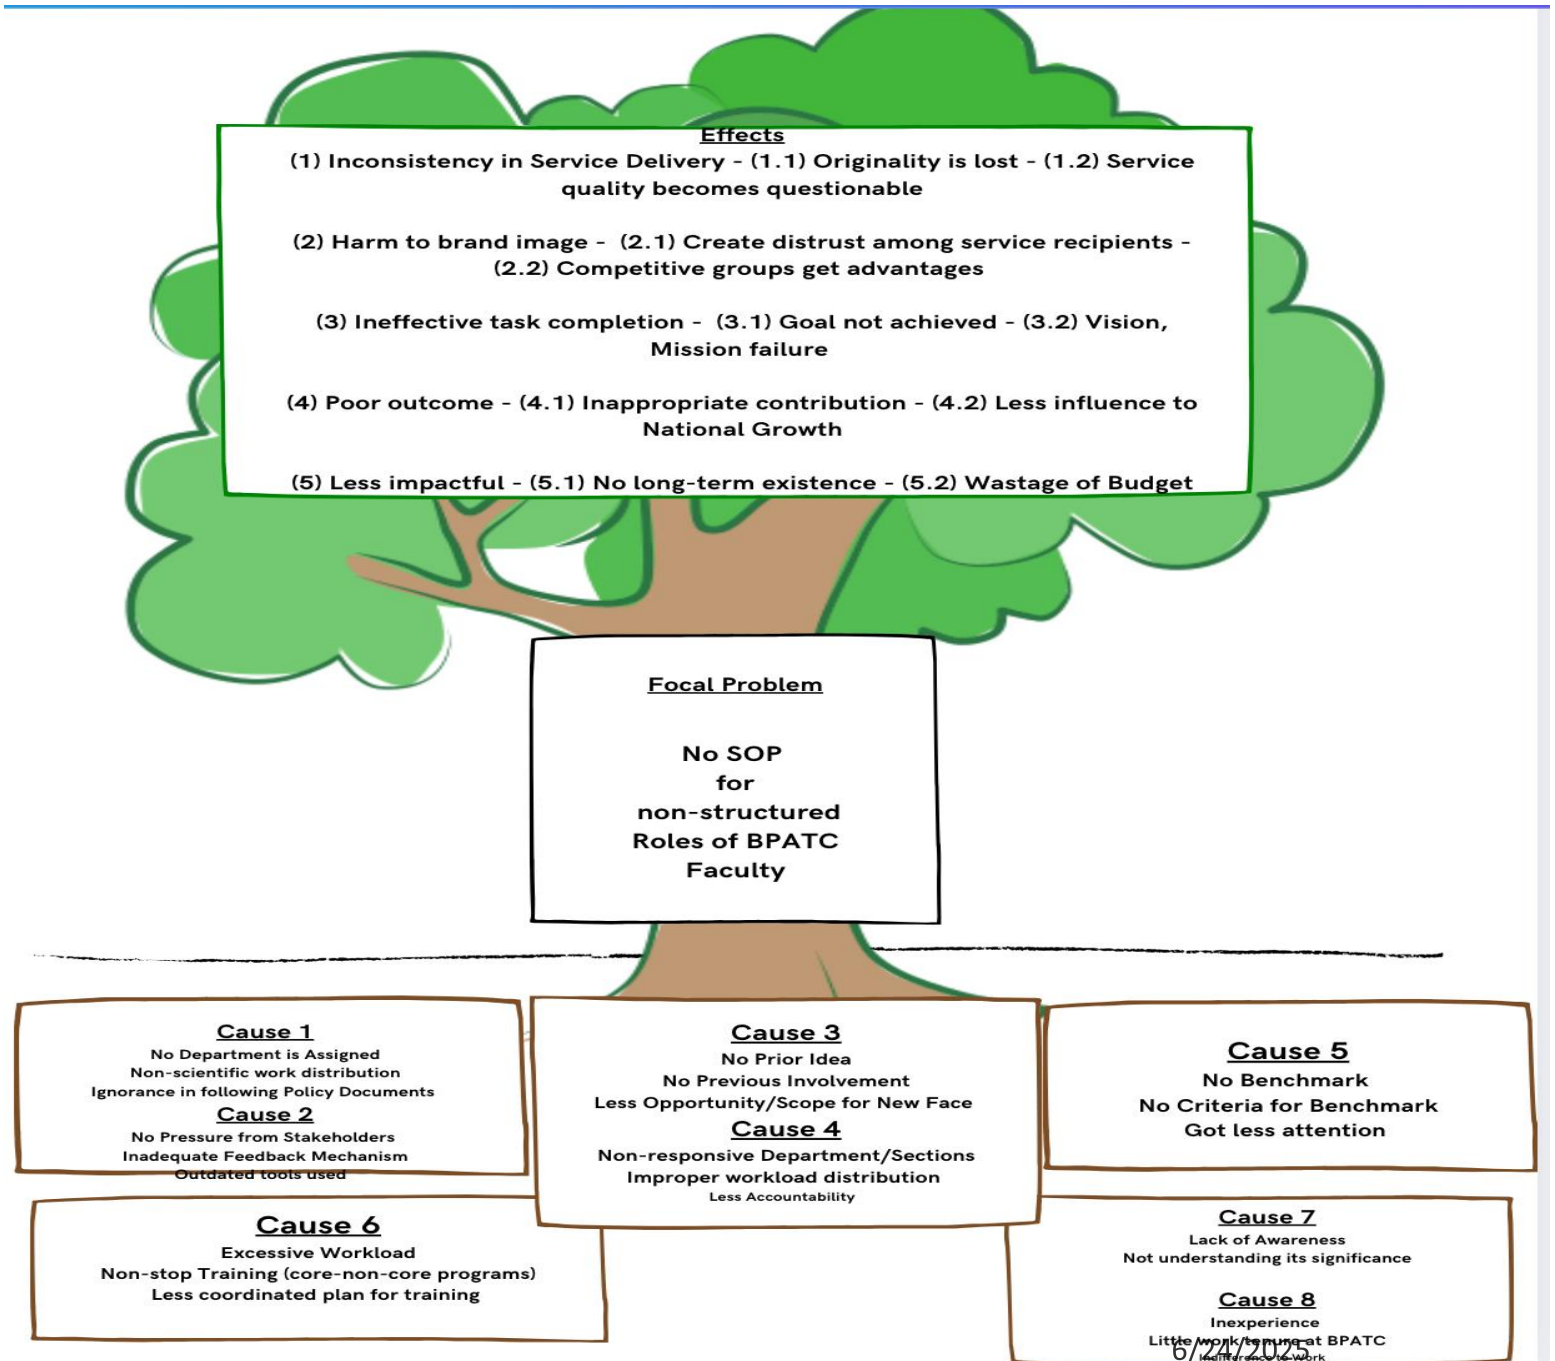 Effects
(1) Inconsistency in Service Delivery - (1.1) Originality is lost - (1.2) Service
quality becomes questionable
(2) Harm to brand image - (2.1) Create distrust among service recipients -
(2.2) Competitive groups get advantages
(3) Ineffective task completion - (3.1) Goal not achieved - (3.2) Vision,
Mission failure
(4) Poor outcome - (4.1) Inappropriate contribution - (4.2) Less influence to
National Growth
(5) Less impactful - (5.1) No long-term existence - (5.2) Wastage of Budget
Focal Problem
No SOP
for
non-structured
Roles of BPATC
Faculty
Cause 1
No Department is Assigned
Non-scientific work distribution
Ignorance in following Policy Documents
Cause 2
No Pressure from Stakeholders
Inadequate Feedback Mechanism
Outdated tools used
Cause 3
No Prior Idea
No Previous Involvement
Less Opportunity/Scope for New Face
Cause 4
Non-responsive Department/Sections
Improper workload distribution
Less Accountability
Cause 5
No Benchmark
No Criteria for Benchmark
Got less attention
Cause 6
Excessive Workload
Non-stop Training (core-non-core programs)
Less coordinated plan for training
Cause 7
Lack of Awareness
Not understanding its significance
Cause 8
Inexperience
Little work tenure at BPATC
Indifference to Work
6/24/2025